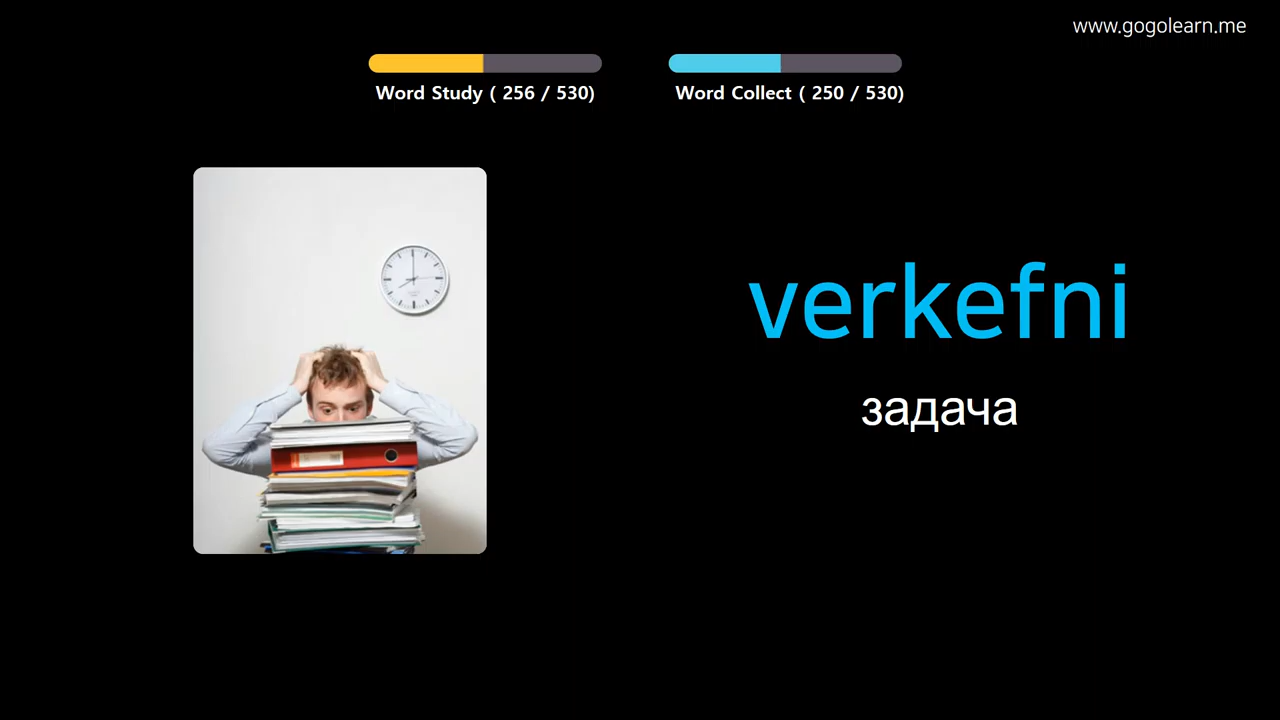 www.gogolearn.me
Word Study ( 256 / 530)
Word Collect ( 250 / 530)
verkefni
задача